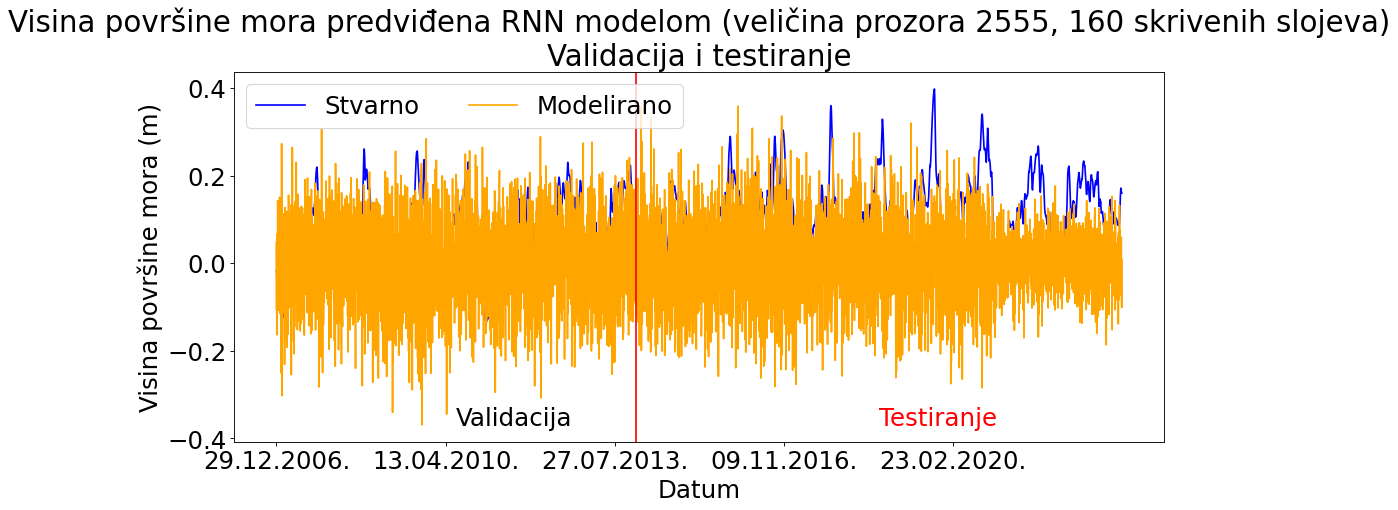 Visina površine mora predviđena RNN modelom (veličina prozora 2555, 160 skrivenih slojeva)
Validacija i testiranje
Stvarno
Modelirano
Visina površine mora (m)
0.4
0.2
0.0
−0.2
−0.4
Validacija
Testiranje
29.12.2006.
13.04.2010.
27.07.2013.
09.11.2016.
23.02.2020.
Datum